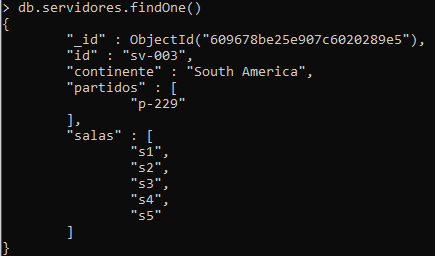 > db.servidores.findOne()
{
"_id" : ObjectId("609678be25e907c6020289e5"),
"id" : "sv-003",
"continente" : "South America",
"partidos" : [
"p-229"
],
"salas" : [
"s1",
"s2",
"s3",
"s4",
"s5"
]
}